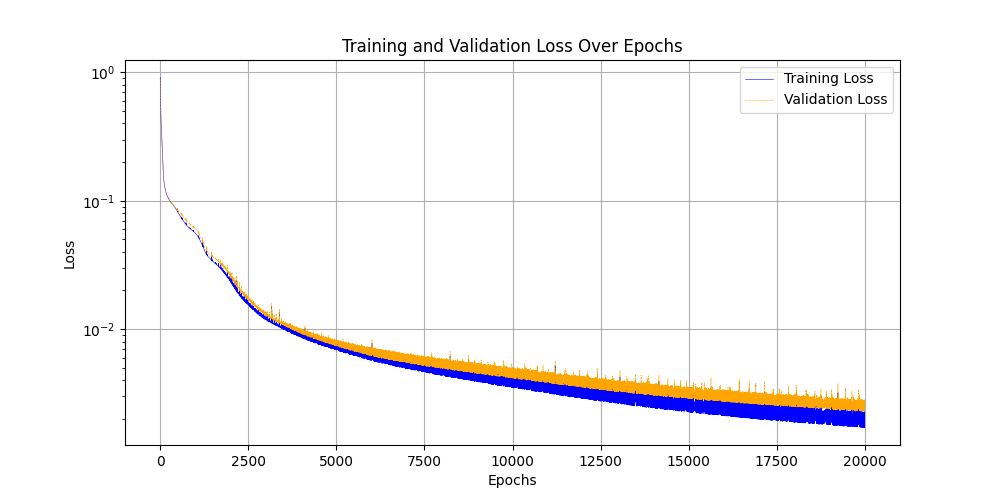 Training and Validation Loss Over Epochs
10⁰
10⁻¹
10⁻²
Loss
Training Loss
Validation Loss
0 2500 5000 7500 10000 12500 15000 17500 20000
Epochs